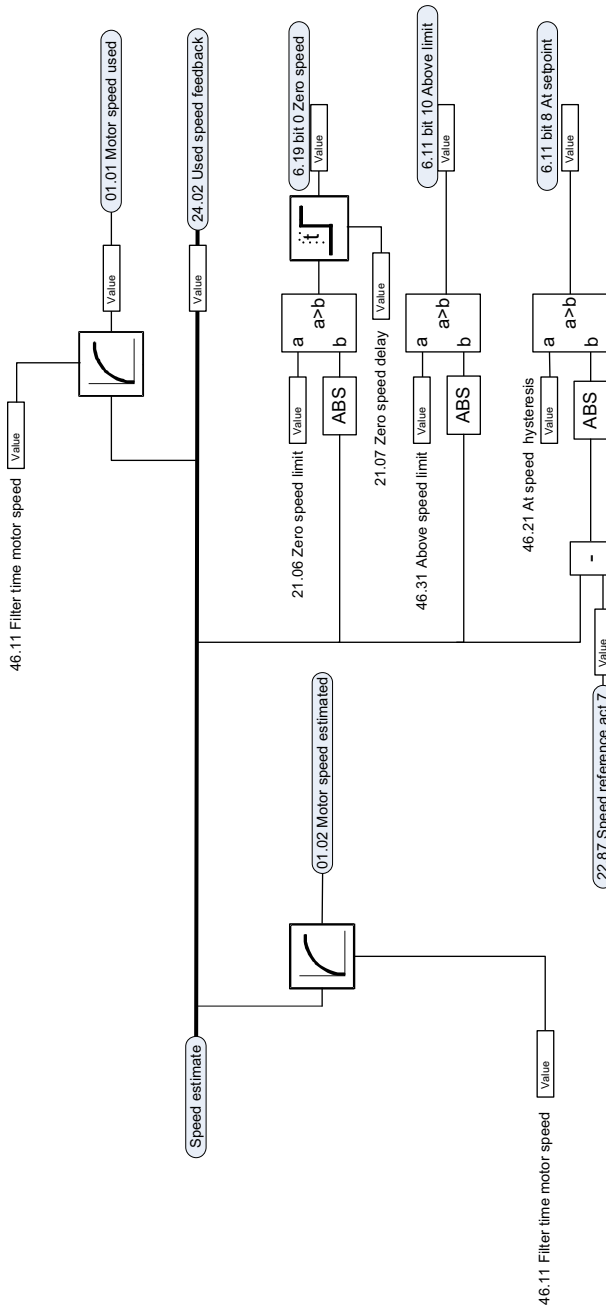 46.11 Filter time motor speed
Value
01.01 Motor speed used
Value
Speed estimate
24.02 Used speed feedback
Value
01.02 Motor speed estimated
46.11 Filter time motor speed
Value
21.06 Zero speed limit
Value
a
a>b
b
ABS
t
6.19 bit 0 Zero speed
Value
21.07 Zero speed delay
Value
46.31 Above speed limit
Value
a
a>b
b
ABS
6.11 bit 10 Above limit
Value
46.21 At speed hysteresis
Value
a
a>b
b
ABS
6.11 bit 8 At setpoint
Value
-
22.87 Speed reference act 7
Value